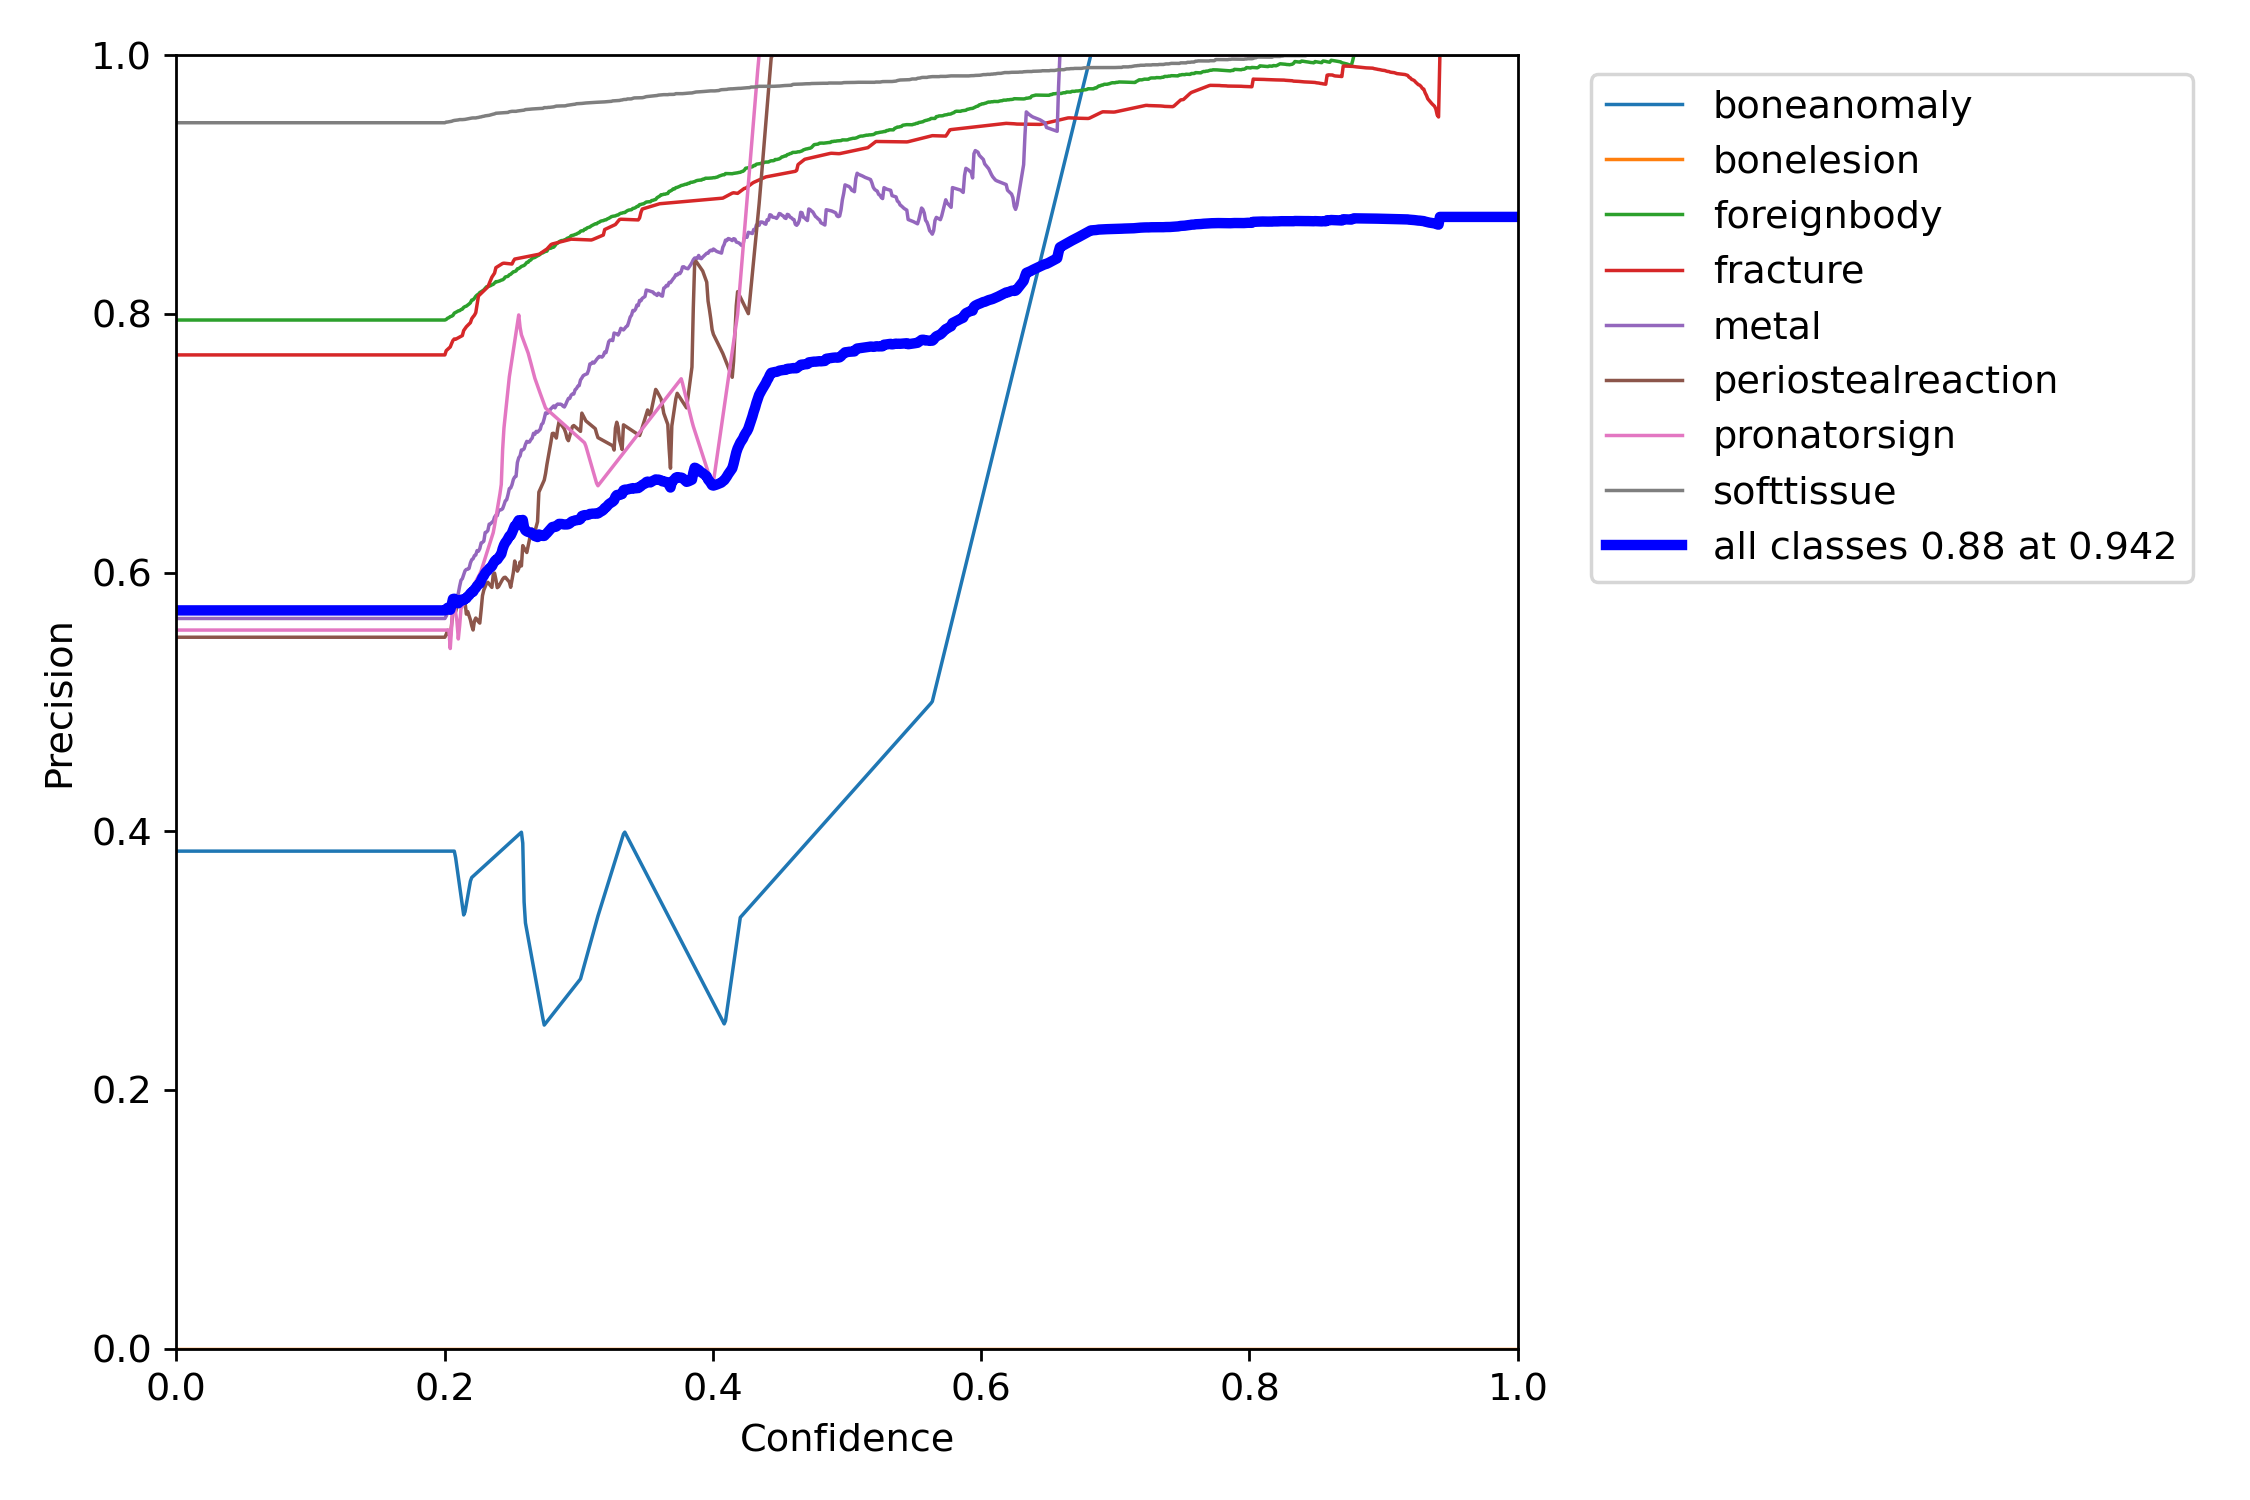 1.0
0.8
0.6
0.4
0.2
0.0
0.0 0.2 0.4 0.6 0.8 1.0
Precision
Confidence
boneanomaly
bonelesion
foreignbody
fracture
metal
periostealreaction
pronatorsign
softtissue
all classes 0.88 at 0.942